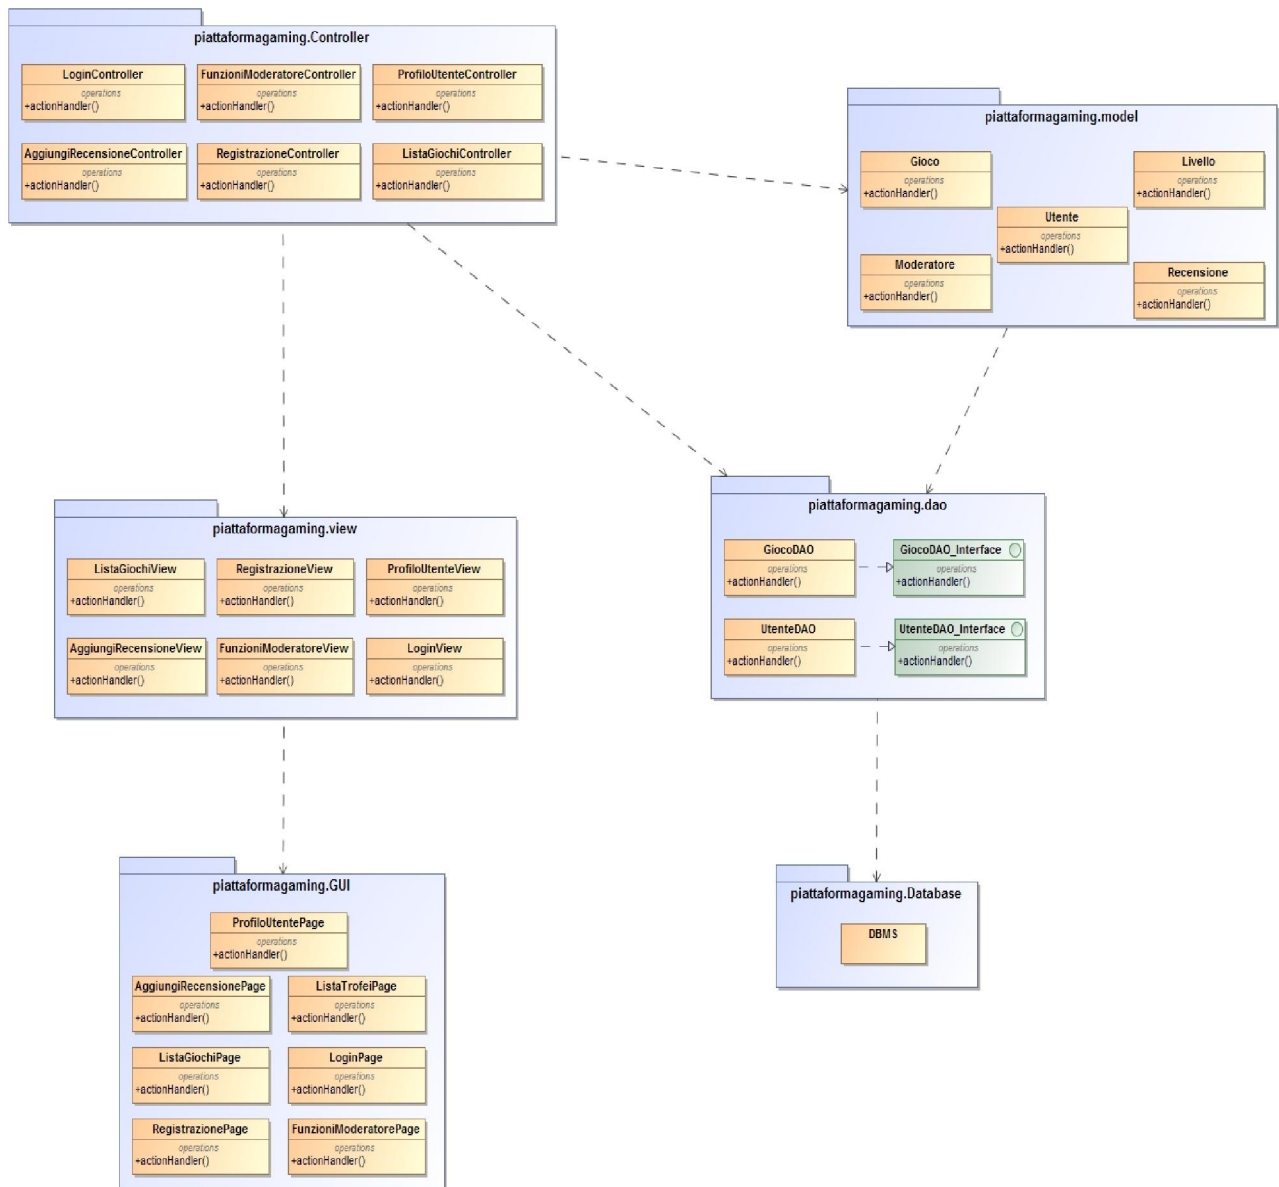 piattaformagaming.Controller
LoginController
operations
+actionHandler()
FunzioniModeratoreController
operations
+actionHandler()
ProfiloUtenteController
operations
+actionHandler()
AggiungiRecensioneController
operations
+actionHandler()
RegistrazioneController
operations
+actionHandler()
ListaGiochiController
operations
+actionHandler()
piattaformagaming.model
Gioco
operations
+actionHandler()
Livello
operations
+actionHandler()
Utente
operations
+actionHandler()
Moderatore
operations
+actionHandler()
Recensione
operations
+actionHandler()
piattaformagaming.view
ListaGiochiView
operations
+actionHandler()
RegistrazioneView
operations
+actionHandler()
ProfiloUtenteView
operations
+actionHandler()
AggiungiRecensioneView
operations
+actionHandler()
FunzioniModeratoreView
operations
+actionHandler()
LoginView
operations
+actionHandler()
piattaformagaming.dao
GiocoDAO
operations
+actionHandler()
GiocoDAO_Interface
operations
+actionHandler()
UtenteDAO
operations
+actionHandler()
UtenteDAO_Interface
operations
+actionHandler()
piattaformagaming.GUI
ProfiloUtentePage
operations
+actionHandler()
AggiungiRecensionePage
operations
+actionHandler()
ListaTrofeiPage
operations
+actionHandler()
ListaGiochiPage
operations
+actionHandler()
LoginPage
operations
+actionHandler()
RegistrazionePage
operations
+actionHandler()
FunzioniModeratorePage
operations
+actionHandler()
piattaformagaming.Database
DBMS